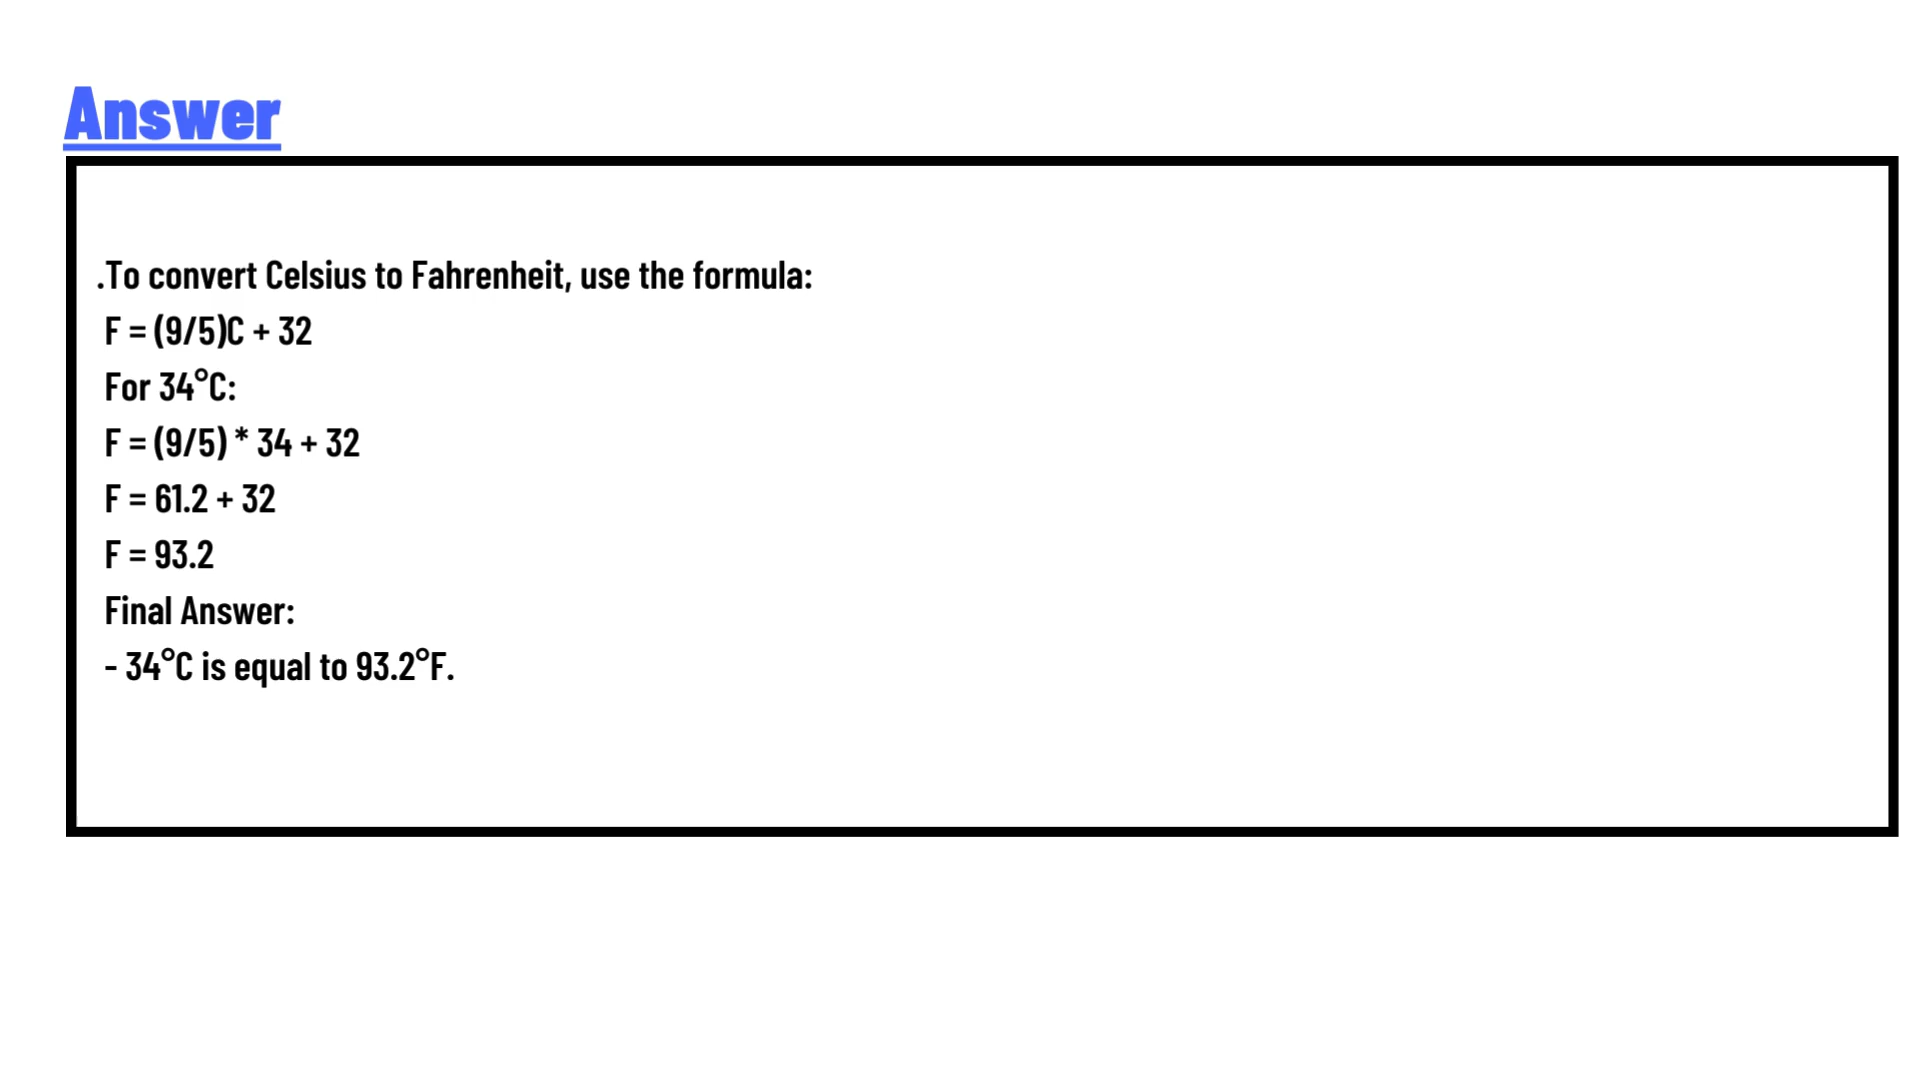 Answer
.To convert Celsius to Fahrenheit, use the formula:
F = (9/5)C + 32
For 34°C:
F = (9/5) * 34 + 32
F = 61.2 + 32
F = 93.2
Final Answer:
- 34°C is equal to 93.2°F.